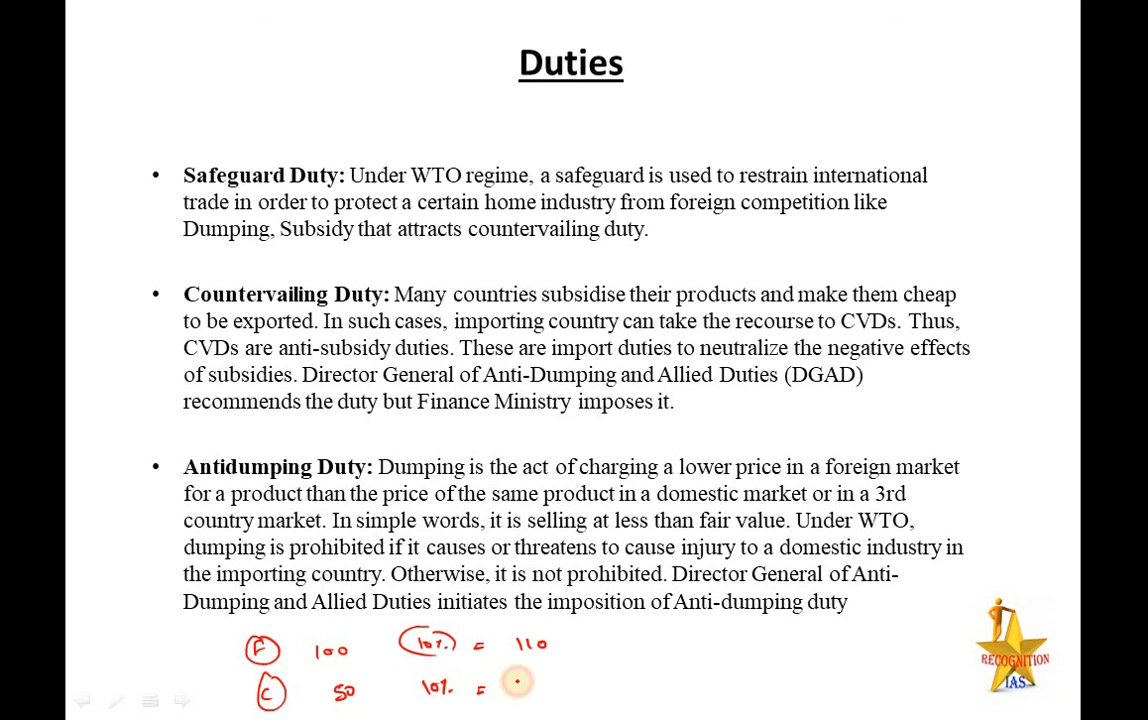 Duties
• Safeguard Duty: Under WTO regime, a safeguard is used to restrain international
trade in order to protect a certain home industry from foreign competition like
Dumping, Subsidy that attracts countervailing duty.
• Countervailing Duty: Many countries subsidise their products and make them cheap
to be exported. In such cases, importing country can take the recourse to CVDs. Thus,
CVDs are anti-subsidy duties. These are import duties to neutralize the negative effects
of subsidies. Director General of Anti-Dumping and Allied Duties (DGAD)
recommends the duty but Finance Ministry imposes it.
• Antidumping Duty: Dumping is the act of charging a lower price in a foreign market
for a product than the price of the same product in a domestic market or in a 3rd
country market. In simple words, it is selling at less than fair value. Under WTO,
dumping is prohibited if it causes or threatens to cause injury to a domestic industry in
the importing country. Otherwise, it is not prohibited. Director General of Anti-
Dumping and Allied Duties initiates the imposition of Anti-dumping duty
F 100 10% = 110
C 50 10% =
RECOGNITION
IAS